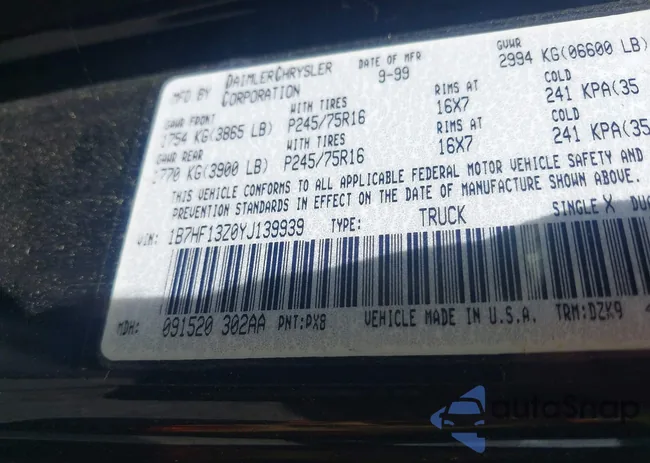 MFD BY DAIMLERCHRYSLER CORPORATION DATE OF MFR 9-99 GVWR 2994 KG(06600 LB)
GAWR FRONT WITH TIRES RIMS AT COLD
1754 KG(3865 LB) P245/75R16 16X7 241 KPA(35
GAWR REAR WITH TIRES RIMS AT COLD
1770 KG(3900 LB) P245/75R16 16X7 241 KPA(35
THIS VEHICLE CONFORMS TO ALL APPLICABLE FEDERAL MOTOR VEHICLE SAFETY AND
PREVENTION STANDARDS IN EFFECT ON THE DATE OF MANUFACTURE SHOWN ABOVE.
VIN: 1B7HF13Z0YJ139939 TYPE: TRUCK SINGLE X DUA
MDH: 091520 302AA PNT:PX8 VEHICLE MADE IN U.S.A. TRM:DZK9
autoSnap